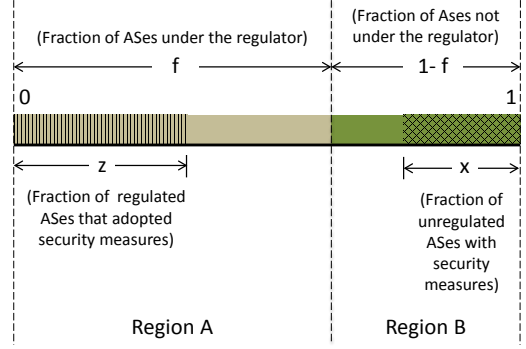 (Fraction of ASes under the regulator)
(Fraction of Ases not
under the regulator)
f
1- f
0
1
z
x
(Fraction of regulated
ASes that adopted
security measures)
(Fraction of
unregulated
ASes with
security
measures)
Region A
Region B